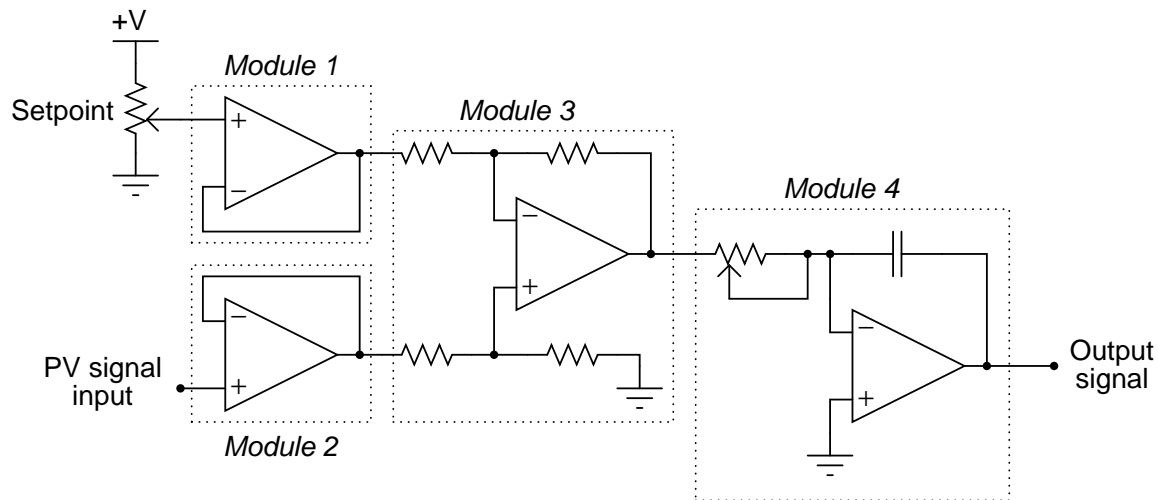 +V
Module 1
Setpoint
+
−
Module 3
−
+
Module 4
−
+
PV signal
input
−
+
Module 2
Output
signal